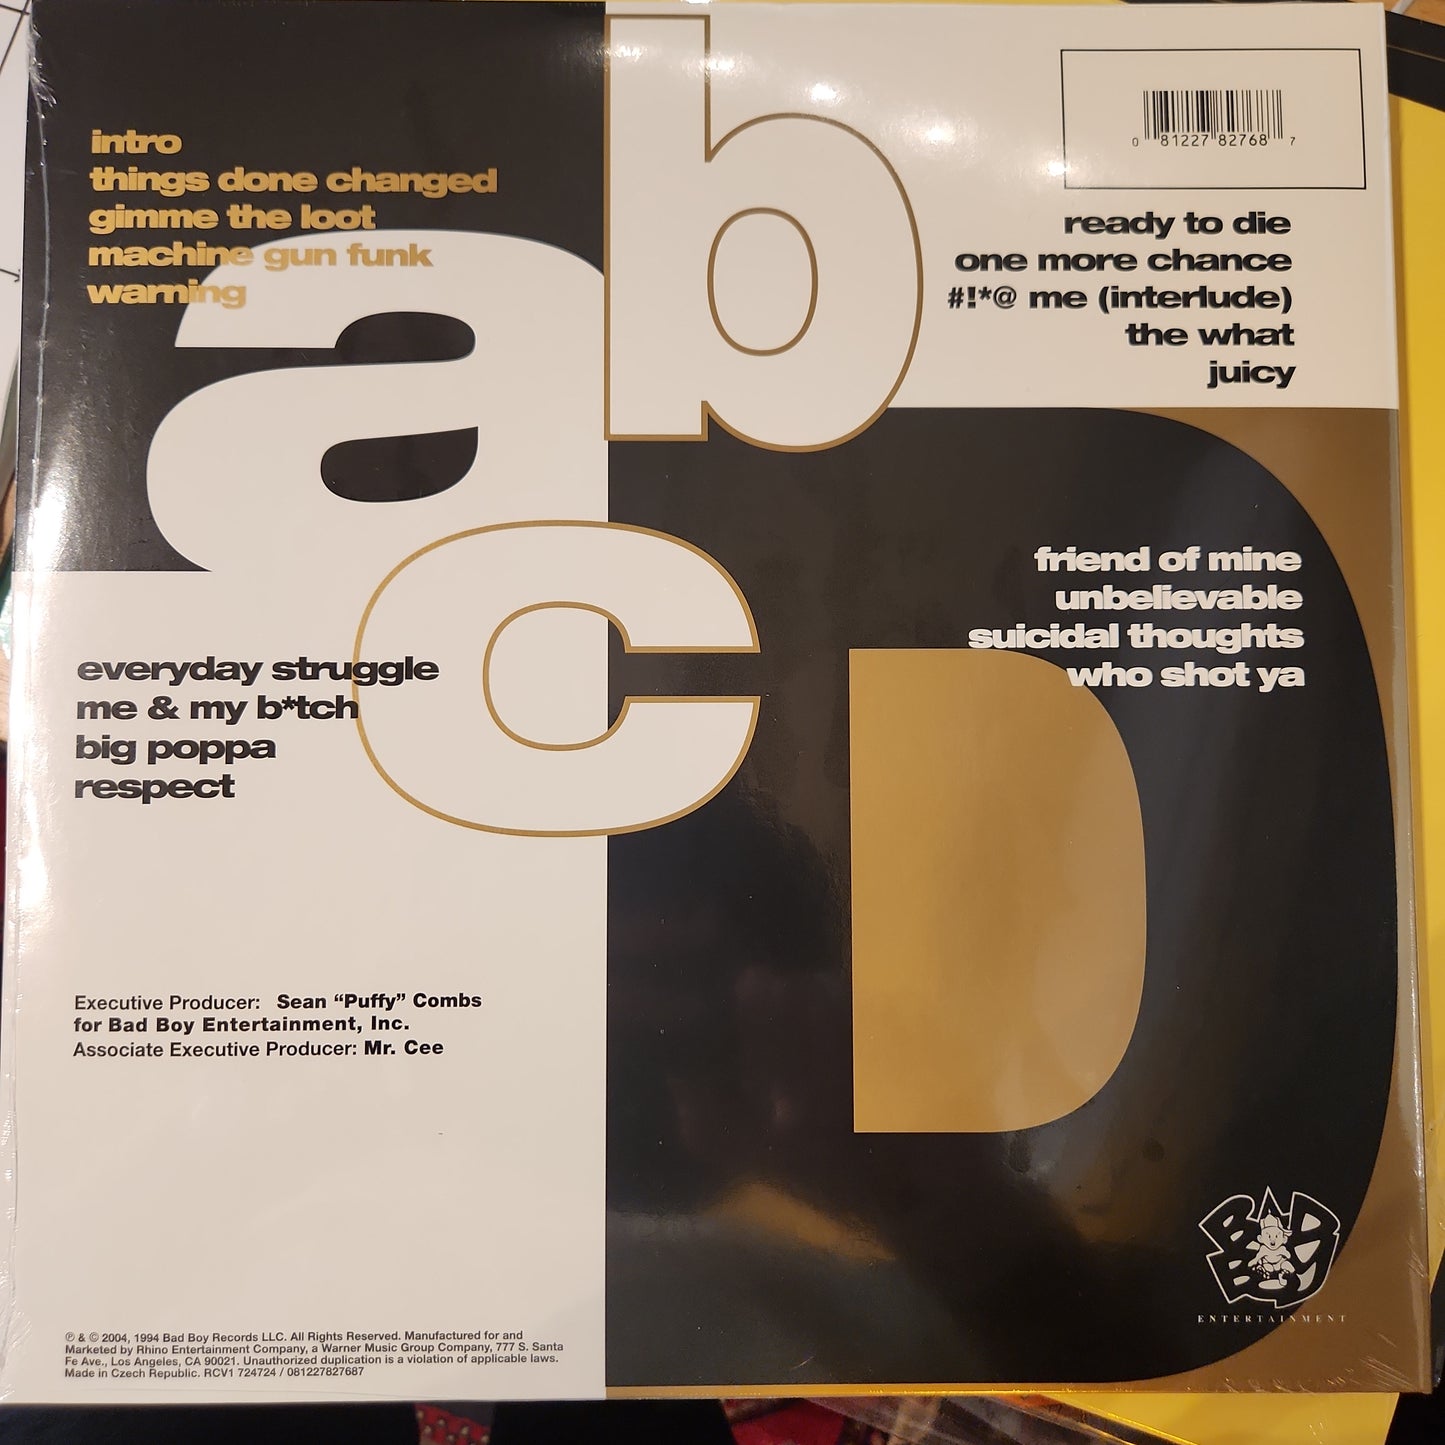 a
intro
things done changed
gimme the loot
machine gun funk
warning
b
0 81227 82768 7
ready to die
one more chance
#!*@ me (interlude)
the what
juicy
c
everyday struggle
me & my b*tch
big poppa
respect
D
friend of mine
unbelievable
suicidal thoughts
who shot ya
Executive Producer: Sean “Puffy” Combs
for Bad Boy Entertainment, Inc.
Associate Executive Producer: Mr. Cee
BAD
BOY
ENTERTAINMENT
℗ & © 2004, 1994 Bad Boy Records LLC. All Rights Reserved. Manufactured for and
Marketed by Rhino Entertainment Company, a Warner Music Group Company, 777 S. Santa
Fe Ave., Los Angeles, CA 90021. Unauthorized duplication is a violation of applicable laws.
Made in Czech Republic. RCV1 724724 / 081227827687